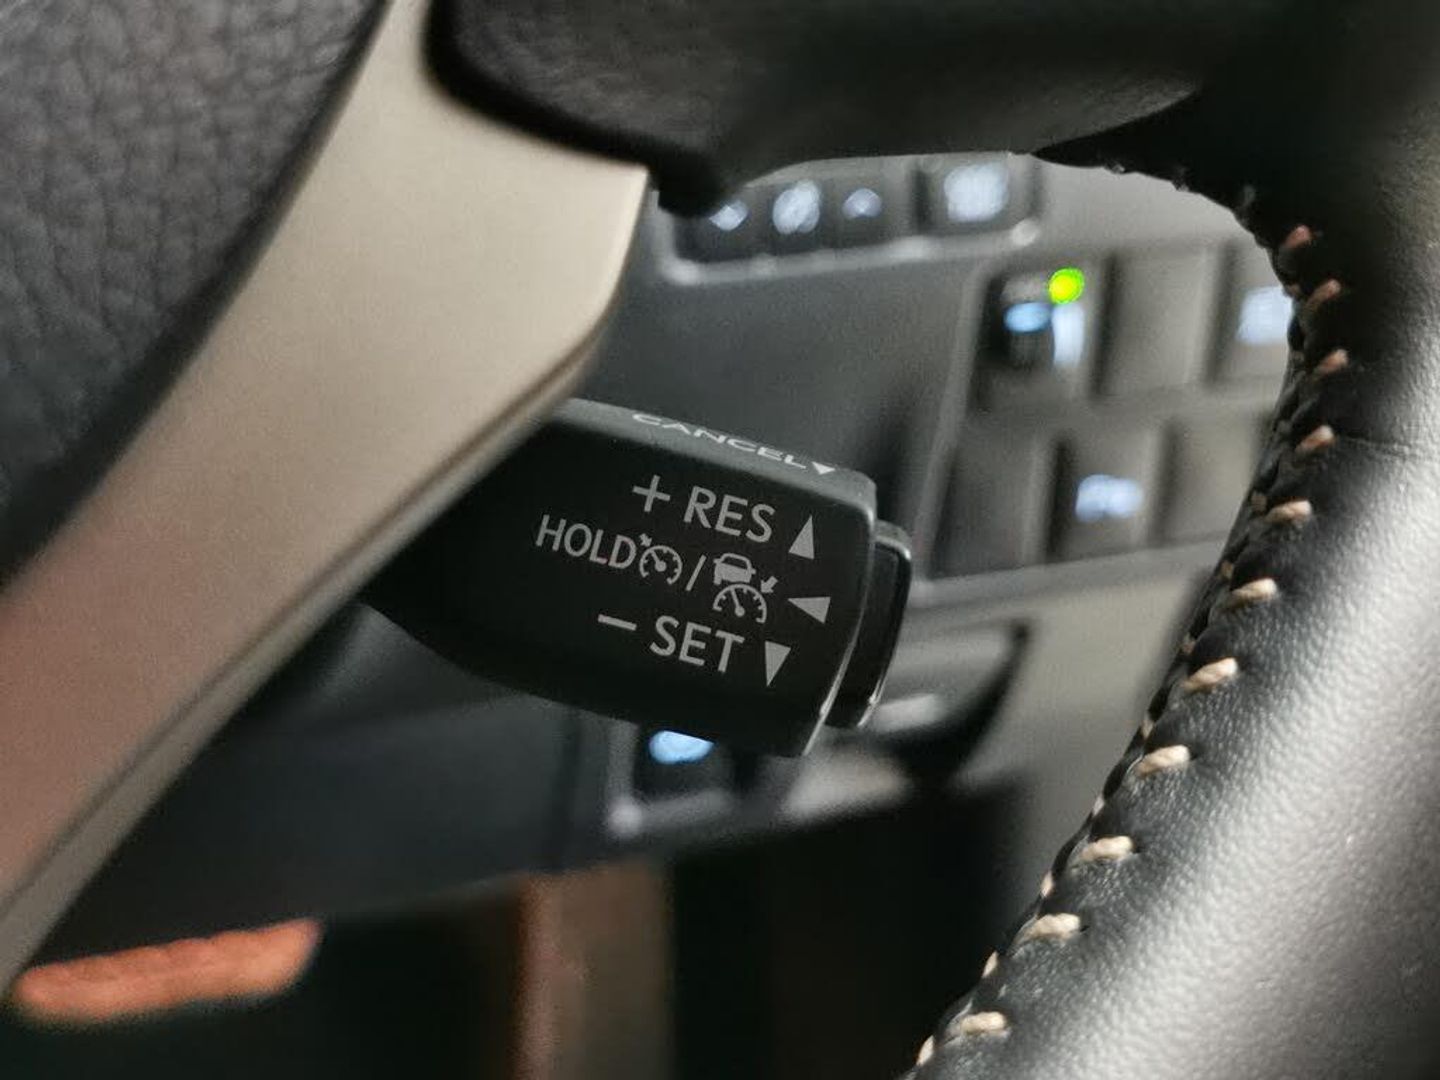 CANCEL▼
+ RES ▲
HOLD / ◀
− SET ▼